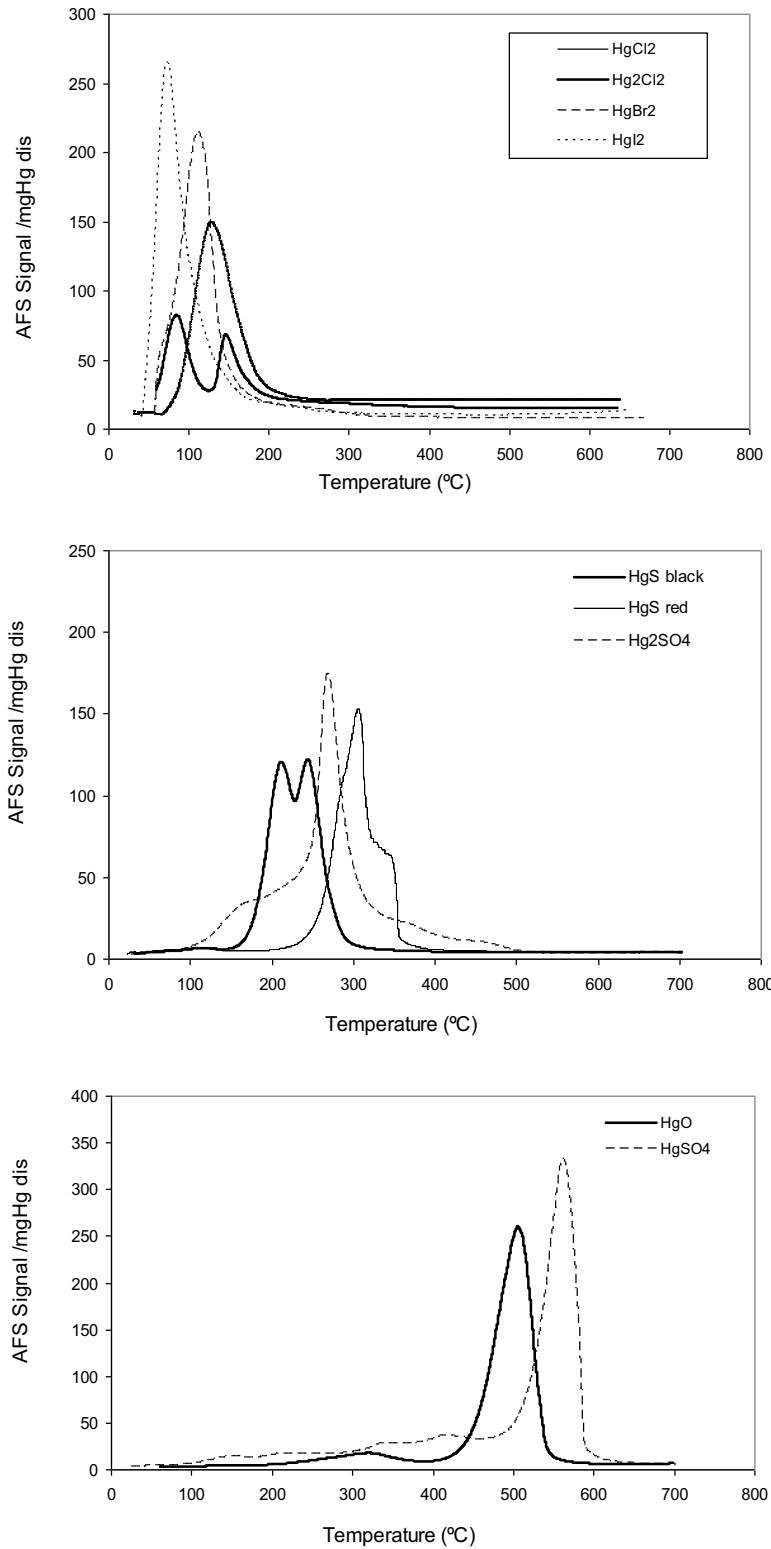 300
250
200
150
100
50
0
AFS Signal /mgHg dis
HgCl2
Hg2Cl2
HgBr2
HgI2
0 100 200 300 400 500 600 700 800
Temperature (ºC)
250
200
150
100
50
0
AFS Signal /mgHg dis
HgS black
HgS red
Hg2SO4
0 100 200 300 400 500 600 700 800
Temperature (ºC)
400
350
300
250
200
150
100
50
0
AFS Signal /mgHg dis
HgO
HgSO4
0 100 200 300 400 500 600 700 800
Temperature (ºC)